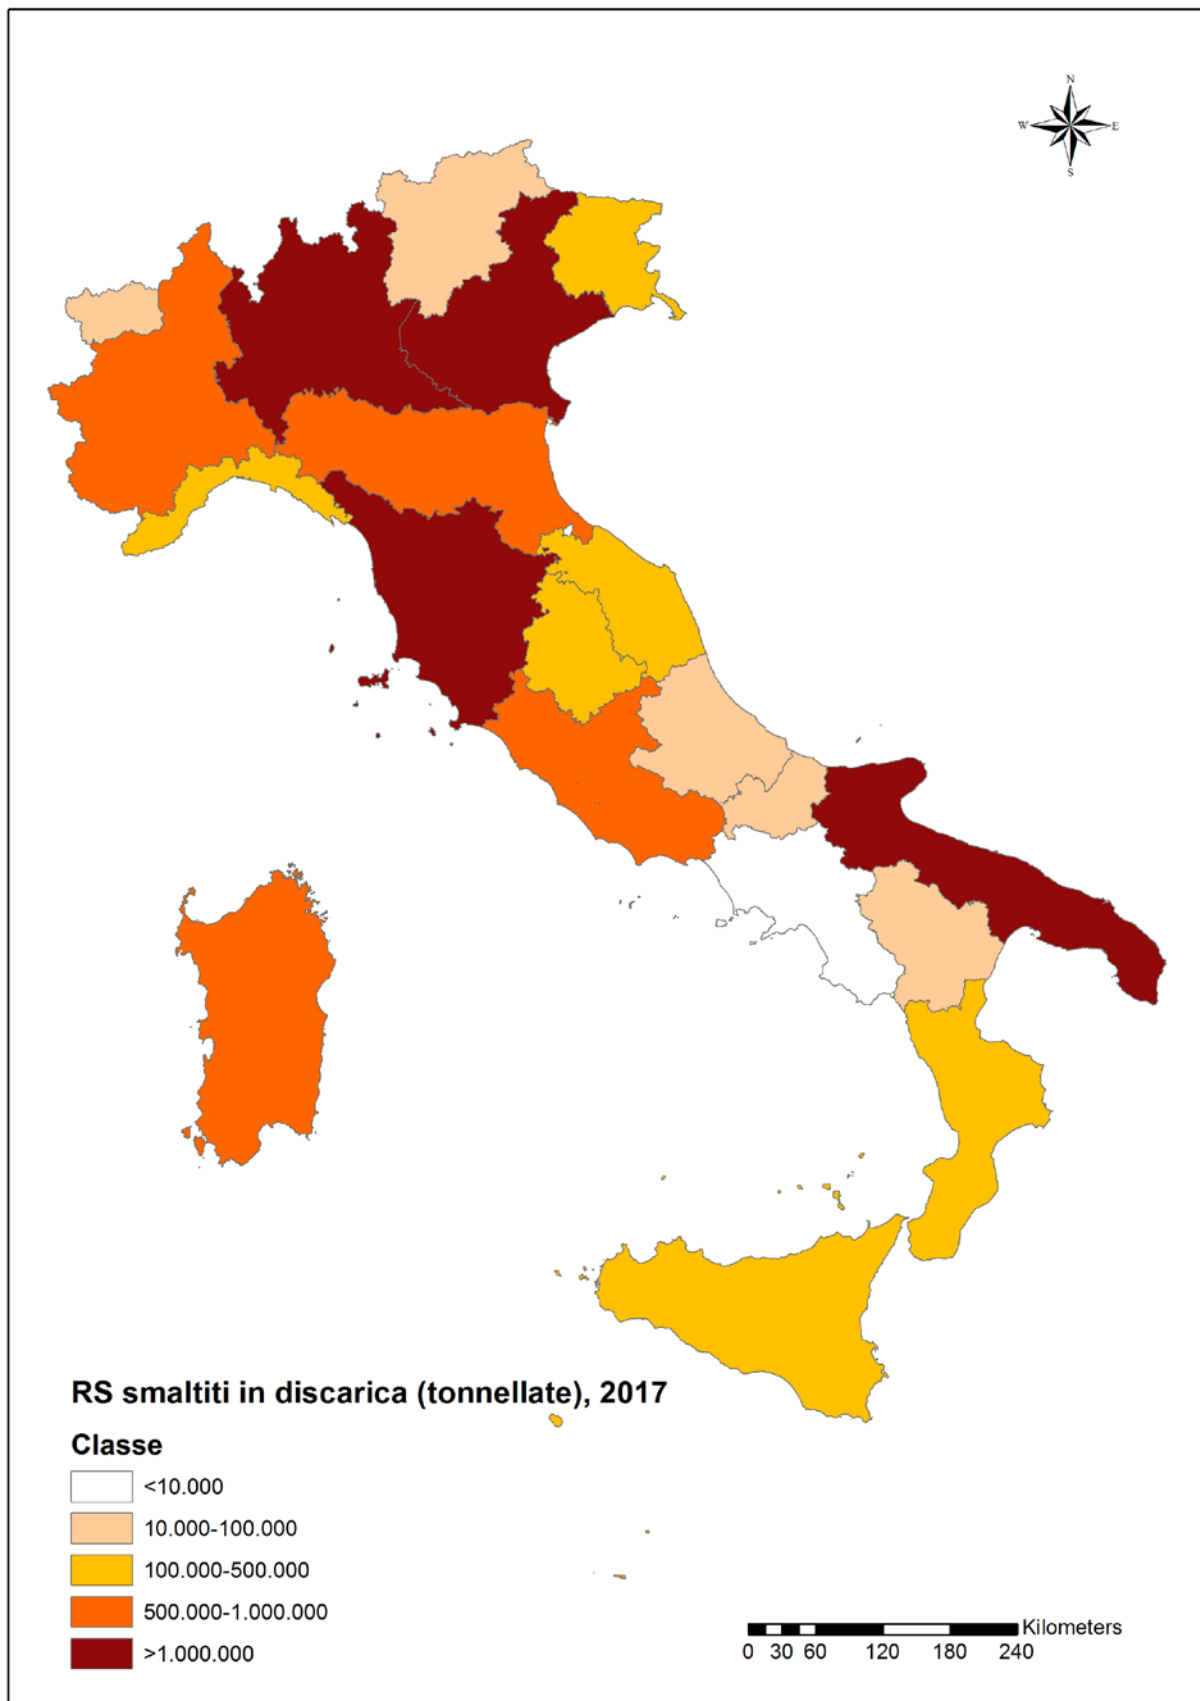 N
W E
S
RS smaltiti in discarica (tonnellate), 2017
Classe
<10.000
10.000-100.000
100.000-500.000
500.000-1.000.000
>1.000.000
Kilometers
0 30 60 120 180 240